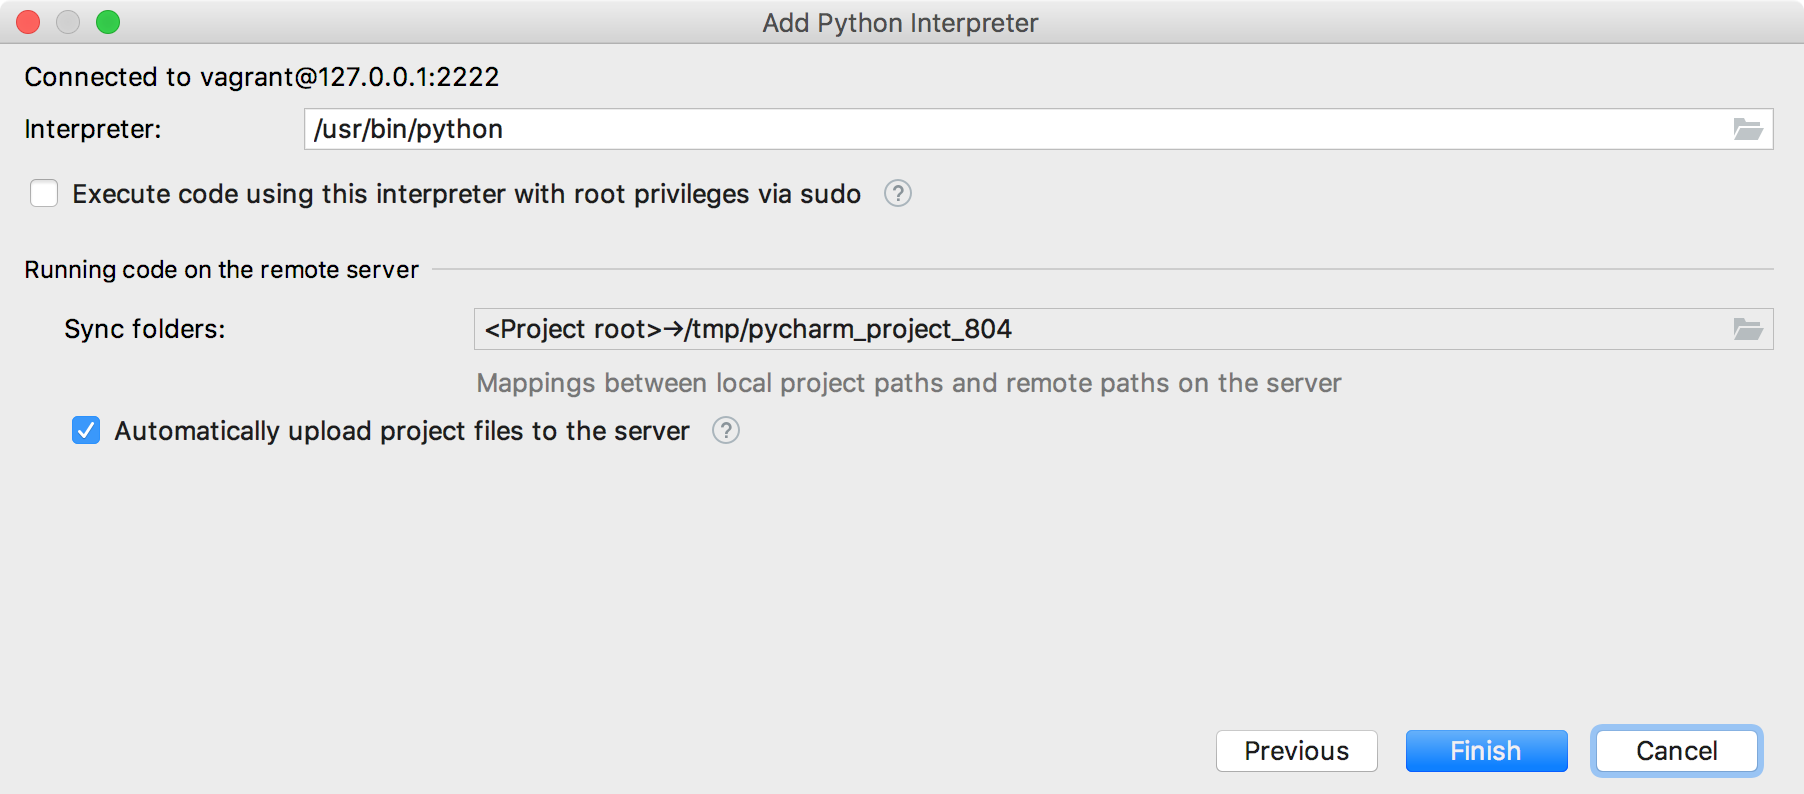 Add Python Interpreter
Connected to vagrant@127.0.0.1:2222
Interpreter: /usr/bin/python
Execute code using this interpreter with root privileges via sudo ?
Running code on the remote server
Sync folders: <Project root>→/tmp/pycharm_project_804
Mappings between local project paths and remote paths on the server
Automatically upload project files to the server ?
Previous Finish Cancel